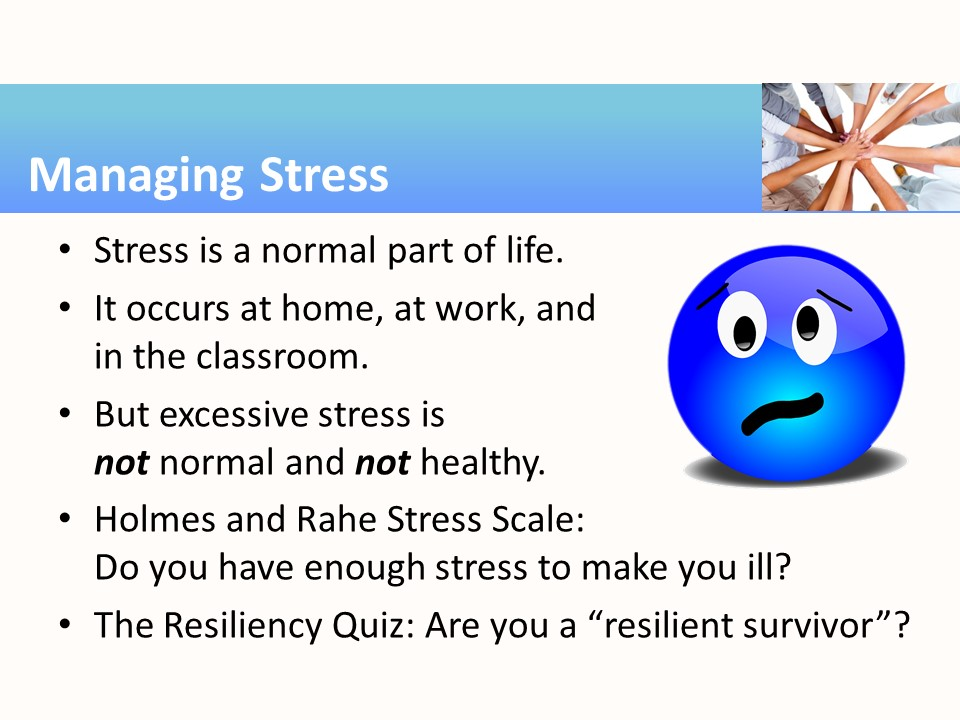 Managing Stress
• Stress is a normal part of life.
• It occurs at home, at work, and
in the classroom.
• But excessive stress is
not normal and not healthy.
• Holmes and Rahe Stress Scale:
Do you have enough stress to make you ill?
• The Resiliency Quiz: Are you a “resilient survivor”?